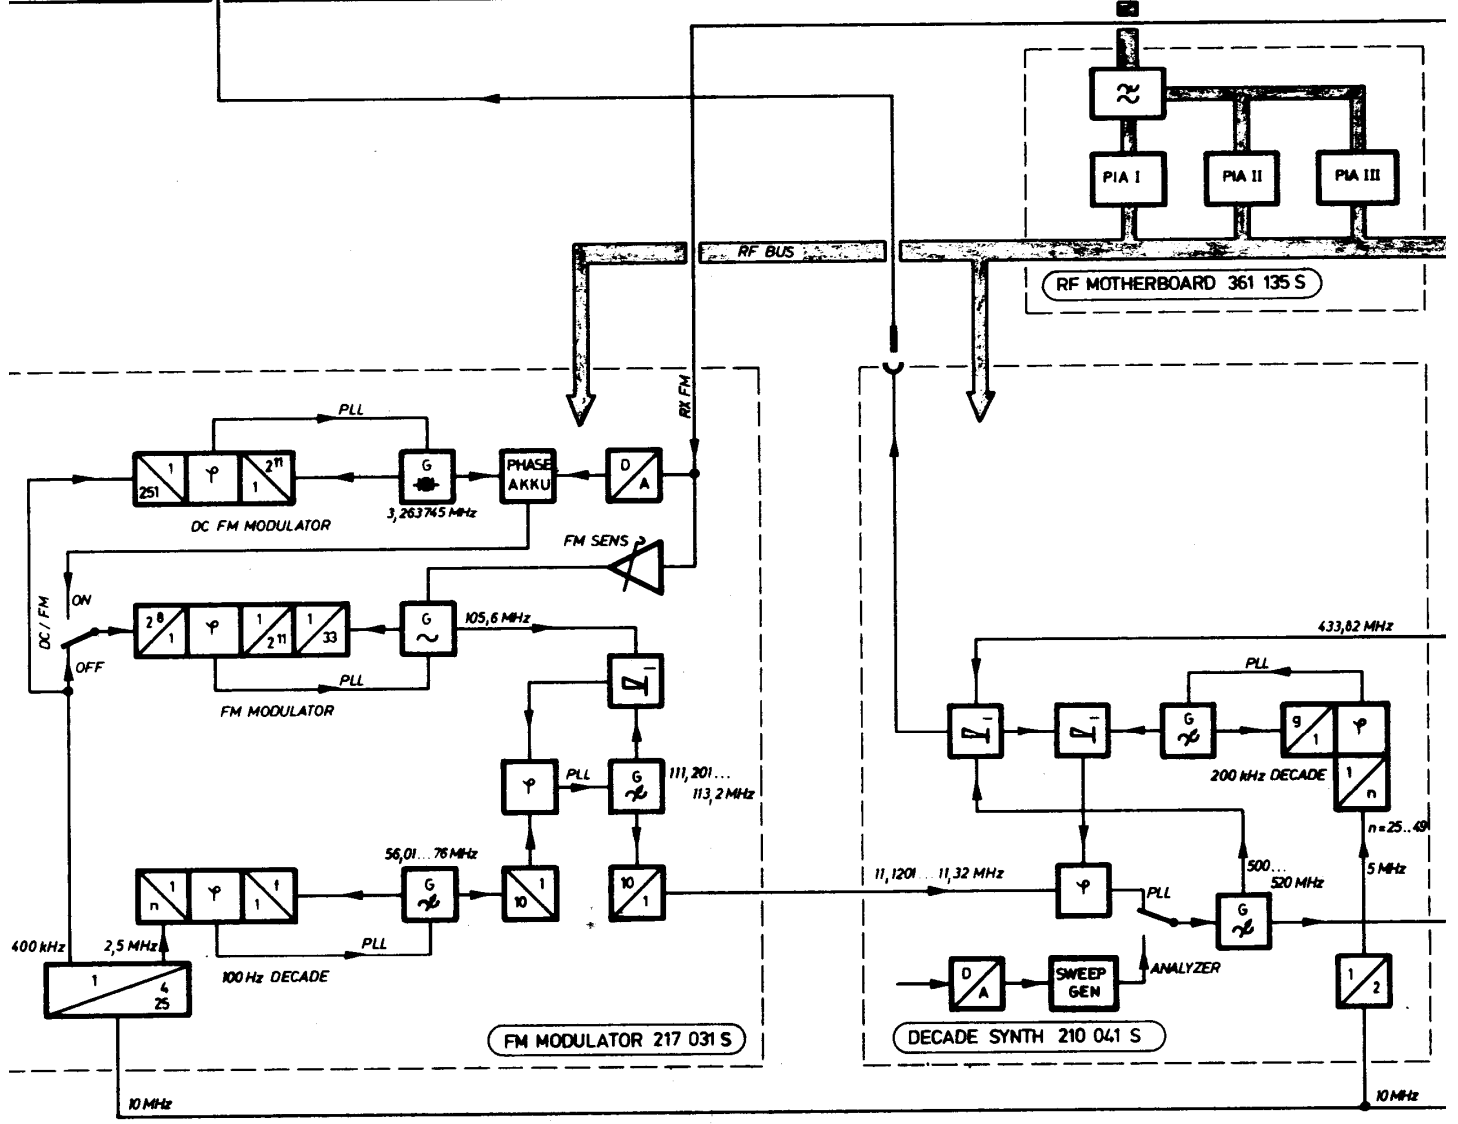 PIA I
PIA II
PIA III
RF BUS
RF MOTHERBOARD 361 135 S
RX FM
PLL
1
251
φ
2¹¹
1
G
PHASE
AKKU
D
A
3,263745 MHz
DC FM MODULATOR
FM SENS
DC/FM
ON
OFF
2⁸
1
φ
1
2¹¹
1
33
G
105,6 MHz
PLL
FM MODULATOR
φ
PLL
G
111,201...
113,2 MHz
56,01...76 MHz
1
n
φ
1
1
G
1
10
10
1
400 kHz
2,5 MHz
PLL
100 Hz DECADE
1
4
25
FM MODULATOR 217 031 S
10 MHz
433,82 MHz
PLL
G
g
1
φ
200 kHz DECADE
1
n
n=25..49
5 MHz
11,1201...11,32 MHz
φ
PLL
500...
520 MHz
G
ANALYZER
D
A
SWEEP
GEN
1
2
DECADE SYNTH 210 041 S
10 MHz